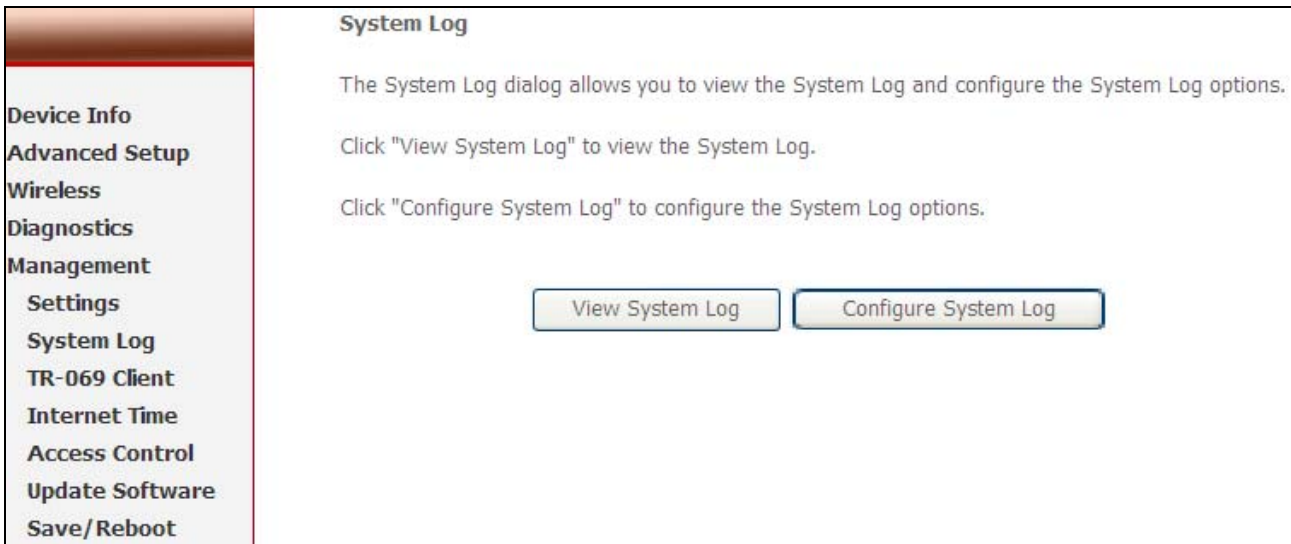 Device Info
Advanced Setup
Wireless
Diagnostics
Management
Settings
System Log
TR-069 Client
Internet Time
Access Control
Update Software
Save/Reboot
System Log
The System Log dialog allows you to view the System Log and configure the System Log options.
Click "View System Log" to view the System Log.
Click "Configure System Log" to configure the System Log options.
View System Log
Configure System Log